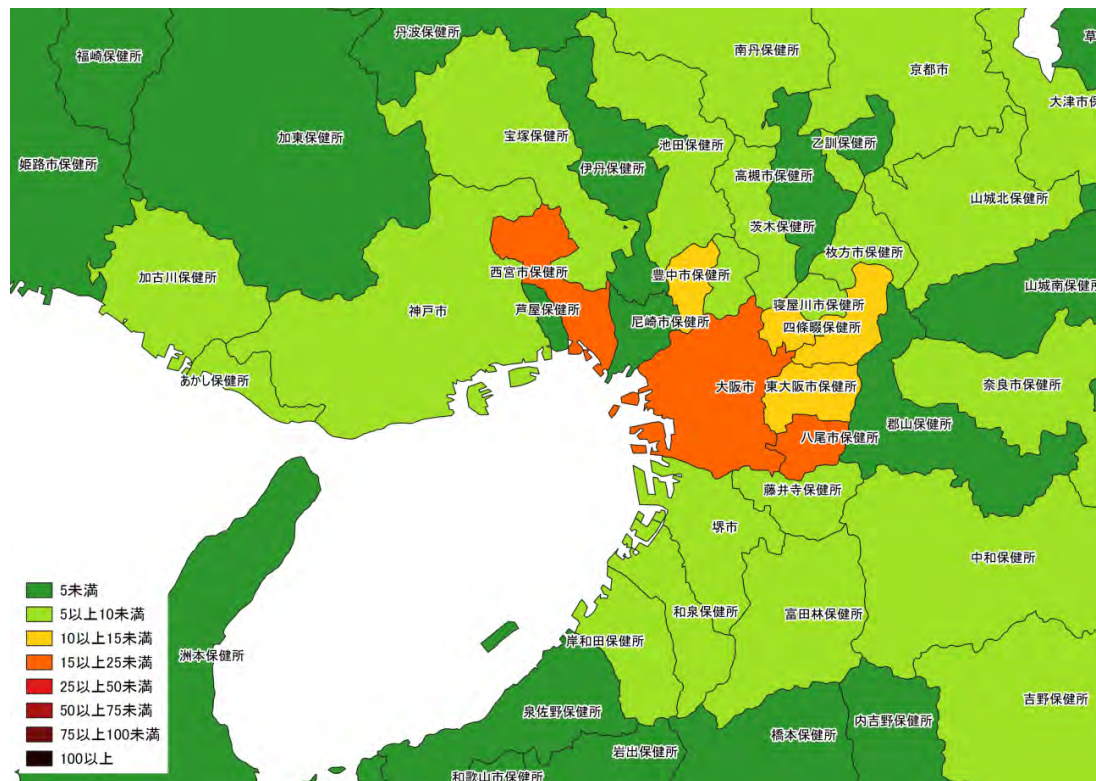 福崎保健所
丹波保健所
南丹保健所
京都市
草
大津市保
加東保健所
宝塚保健所
池田保健所
乙訓保健所
姫路市保健所
伊丹保健所
高槻市保健所
山城北保健所
茨木保健所
枚方市保健所
加古川保健所
西宮市保健所
豊中市保健所
山城南保健所
神戸市
芦屋保健所
尼崎市保健所
寝屋川市保健所
四條畷保健所
あかし保健所
大阪市
東大阪市保健所
奈良市保健所
郡山保健所
八尾市保健所
藤井寺保健所
堺市
中和保健所
和泉保健所
富田林保健所
岸和田保健所
洲本保健所
吉野保健所
泉佐野保健所
内吉野保健所
橋本保健所
岩出保健所
和歌山市保健所
5未満
5以上10未満
10以上15未満
15以上25未満
25以上50未満
50以上75未満
75以上100未満
100以上